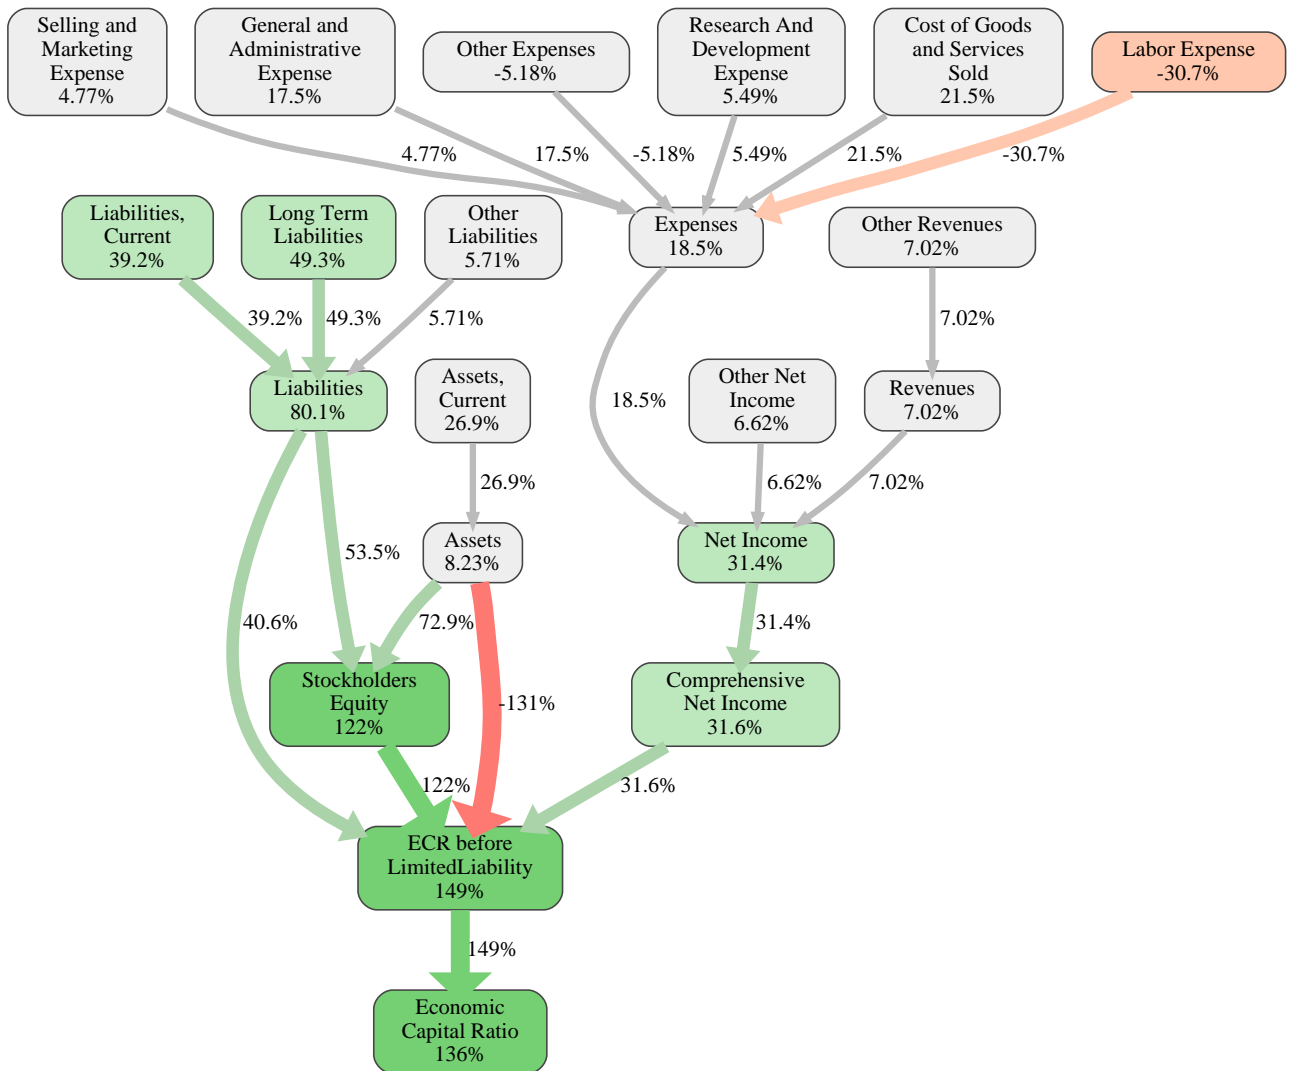 Selling and
Marketing
Expense
4.77%
General and
Administrative
Expense
17.5%
Other Expenses
-5.18%
Research And
Development
Expense
5.49%
Cost of Goods
and Services
Sold
21.5%
Labor Expense
-30.7%
4.77%
17.5%
-5.18%
5.49%
21.5%
-30.7%
Liabilities,
Current
39.2%
Long Term
Liabilities
49.3%
Other
Liabilities
5.71%
Expenses
18.5%
Other Revenues
7.02%
39.2%
49.3%
5.71%
7.02%
Liabilities
80.1%
Assets,
Current
26.9%
18.5%
Other Net
Income
6.62%
Revenues
7.02%
26.9%
6.62%
7.02%
Assets
8.23%
Net Income
31.4%
53.5%
40.6%
72.9%
31.4%
Stockholders
Equity
122%
-131%
Comprehensive
Net Income
31.6%
122%
31.6%
ECR before
LimitedLiability
149%
149%
Economic
Capital Ratio
136%